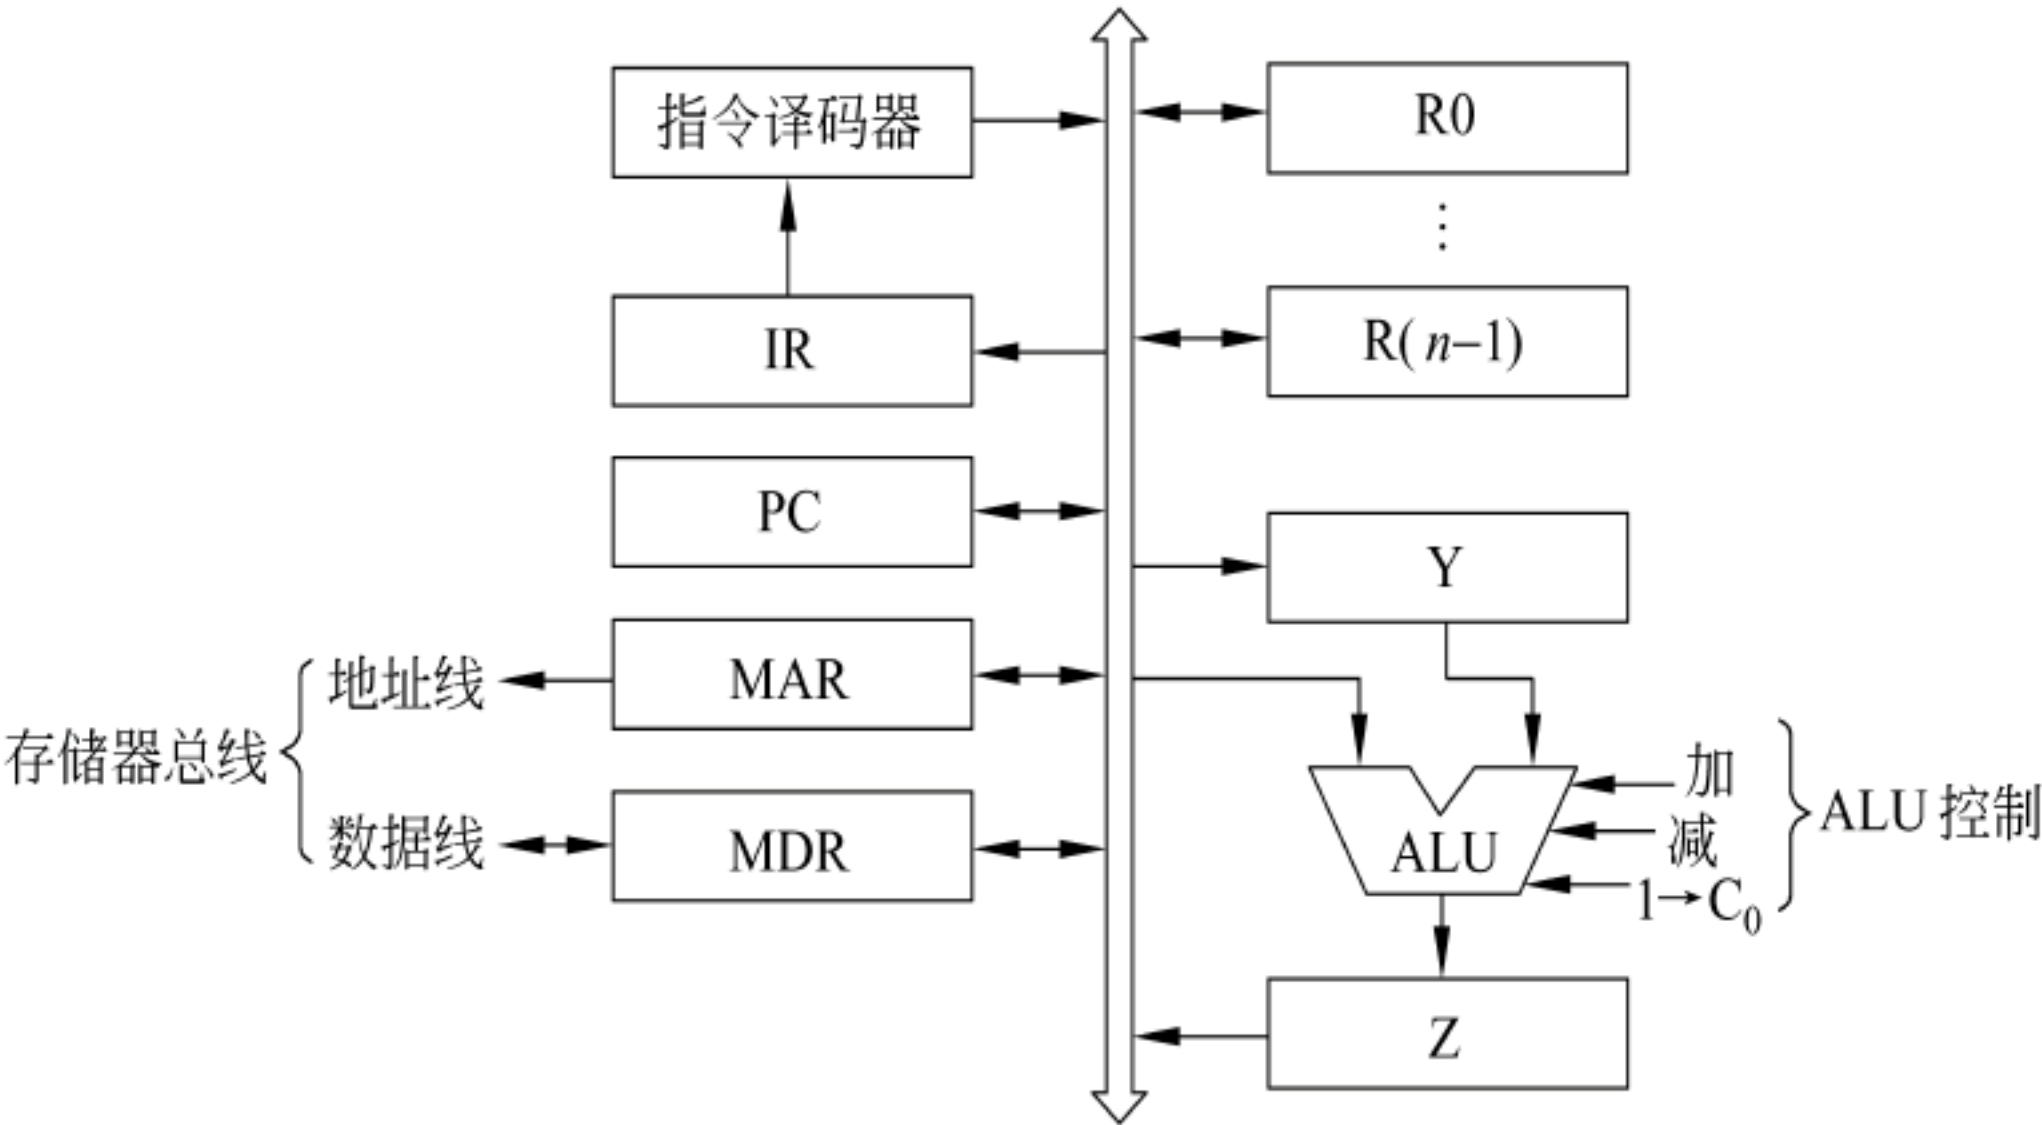 指令译码器
R0
⋮
IR
R(n−1)
PC
Y
存储器总线
地址线
MAR
数据线
MDR
ALU
加
减
1→C₀
ALU 控制
Z